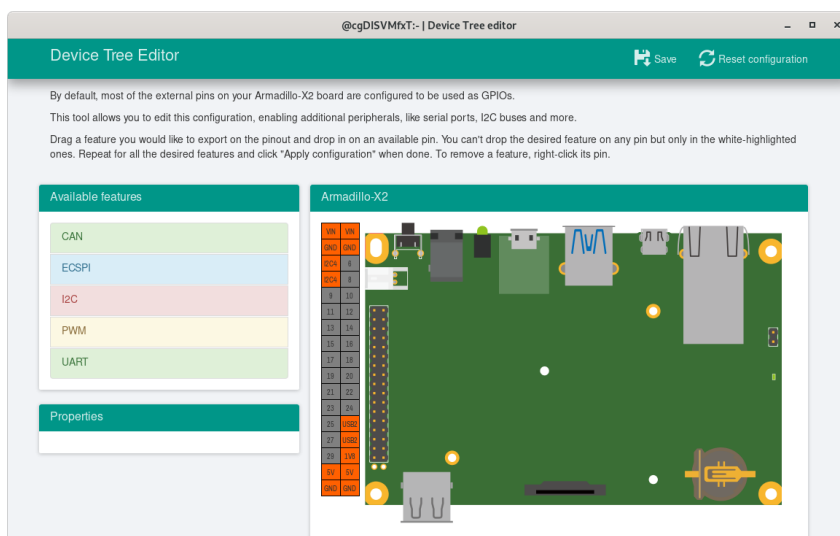 @cgDISVMfxT:- | Device Tree editor
Device Tree Editor
Save
Reset configuration
By default, most of the external pins on your Armadillo-X2 board are configured to be used as GPIOs.
This tool allows you to edit this configuration, enabling additional peripherals, like serial ports, I2C buses and more.
Drag a feature you would like to export on the pinout and drop in on an available pin. You can't drop the desired feature on any pin but only in the white-highlighted
ones. Repeat for all the desired features and click "Apply configuration" when done. To remove a feature, right-click its pin.
Available features
CAN
ECSPI
I2C
PWM
UART
Properties
Armadillo-X2
VIN VIN
GND GND
I2C4 6
I2C4 8
9 10
11 12
13 14
15 16
17 18
19 20
21 22
23 24
25 USB2
27 USB2
29 1V8
5V 5V
GND GND